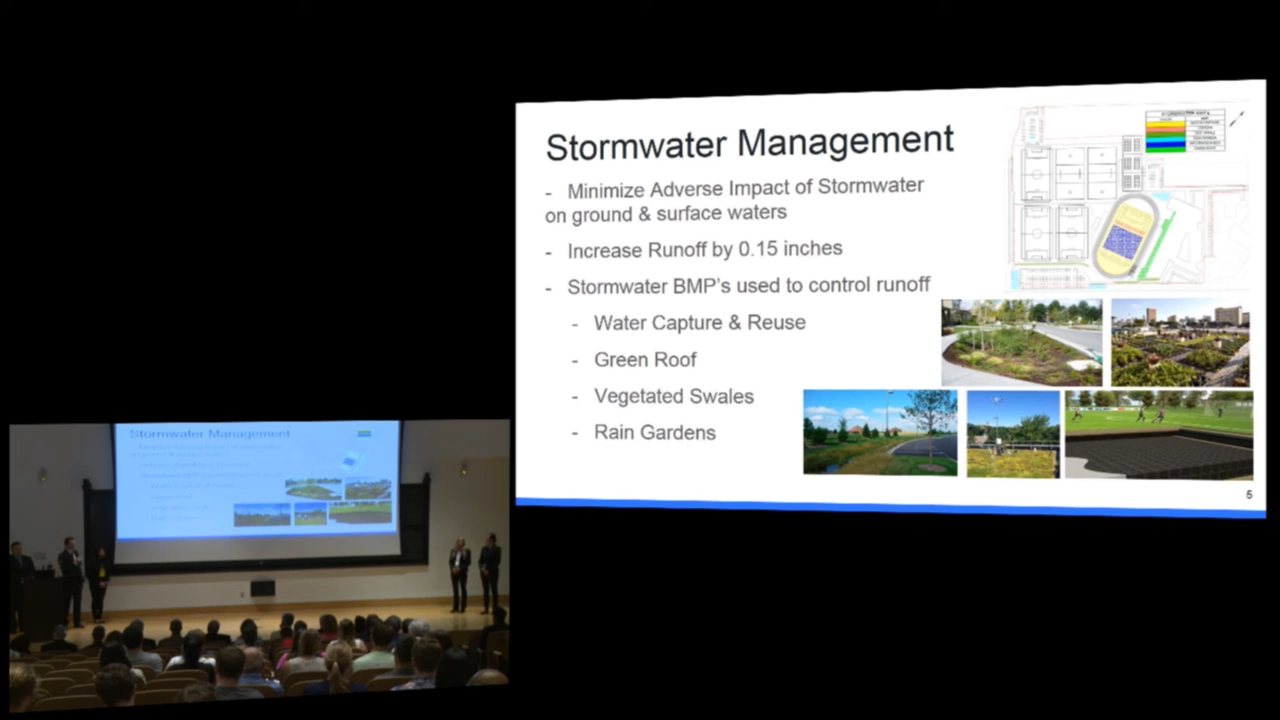 Stormwater Management
- Minimize Adverse Impact of Stormwater
on ground & surface waters
- Increase Runoff by 0.15 inches
- Stormwater BMP's used to control runoff
- Water Capture & Reuse
- Green Roof
- Vegetated Swales
- Rain Gardens
5
Stormwater Management